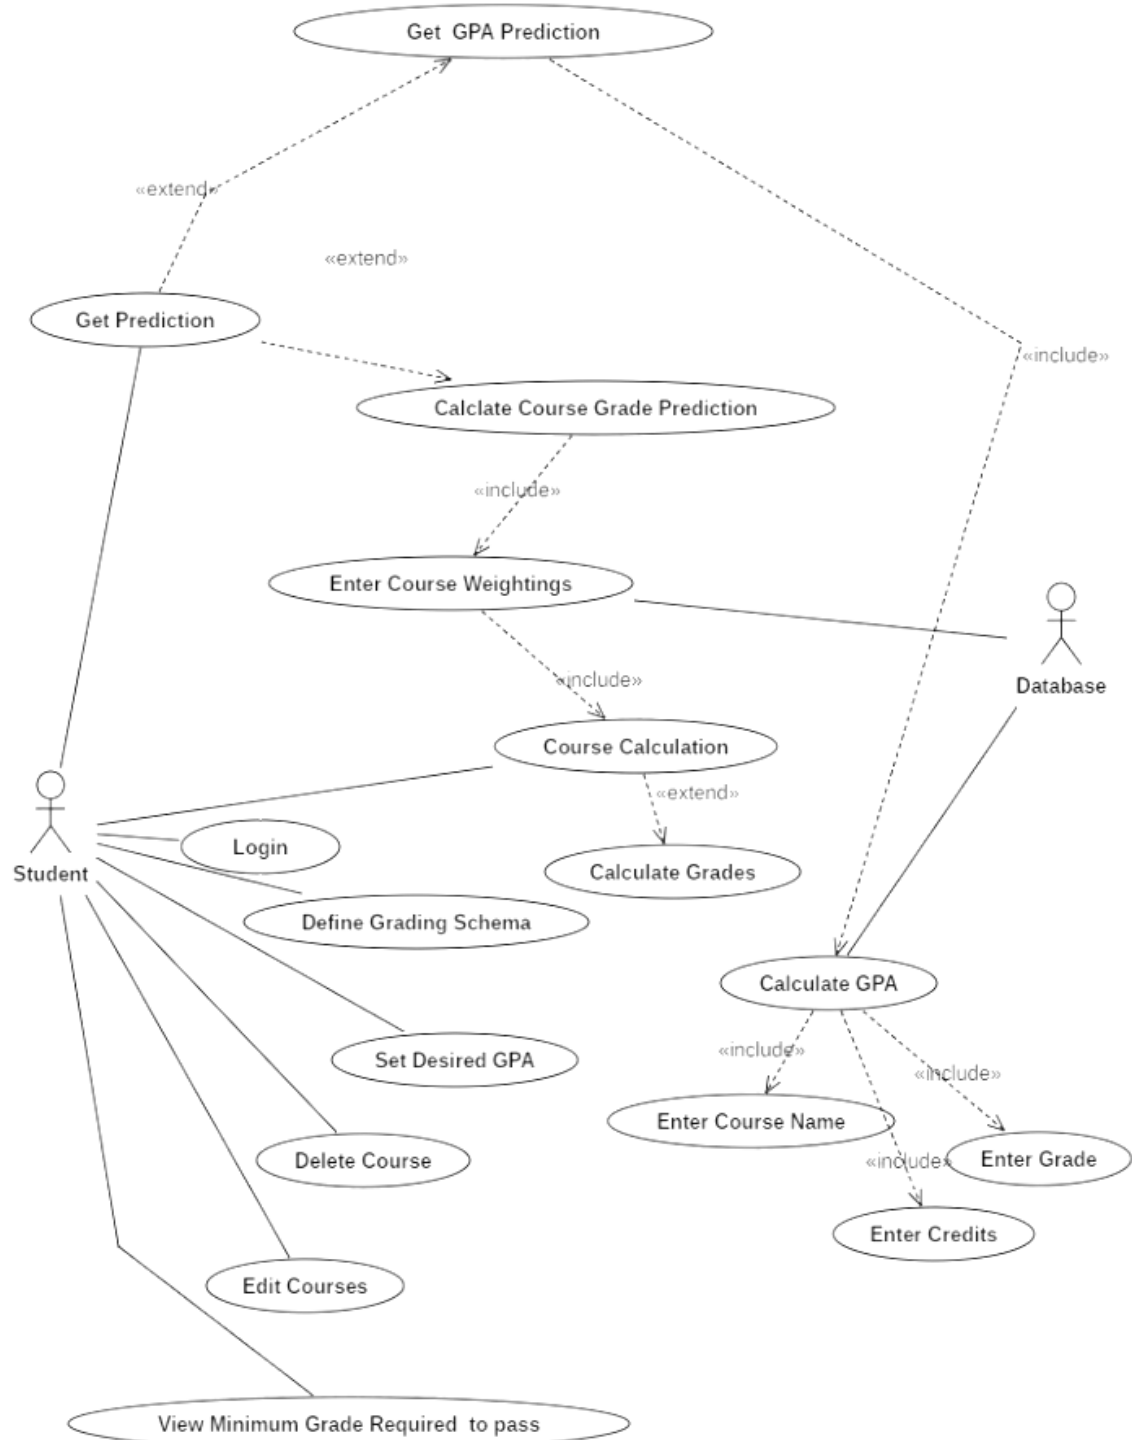 Get  GPA Prediction
«extend»
«extend»
Get Prediction
«include»
Calclate Course Grade Prediction
«include»
Enter Course Weightings
«include»
Database
Course Calculation
«extend»
Login
Student
Calculate Grades
Define Grading Schema
Calculate GPA
«include»
Set Desired GPA
«include»
Enter Course Name
Delete Course
«include»
Enter Grade
Enter Credits
Edit Courses
View Minimum Grade Required  to pass